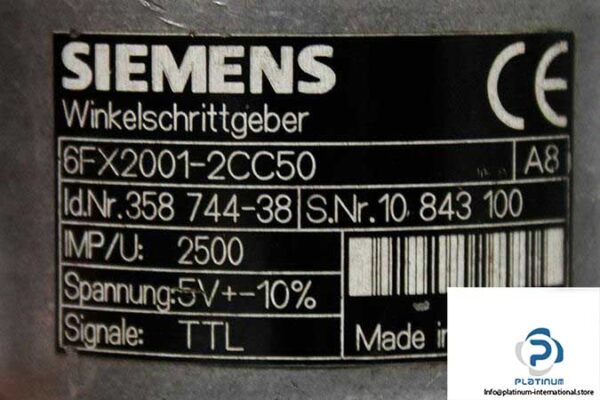 SIEMENS
CE
Winkelschrittgeber
6FX2001-2CC50 A8
Id.Nr.358 744-38 S.Nr.10 843 100
IMP/U: 2500
Spannung:5V+-10%
Signale: TTL Made in
PLATINUM
Info@platinum-international.store